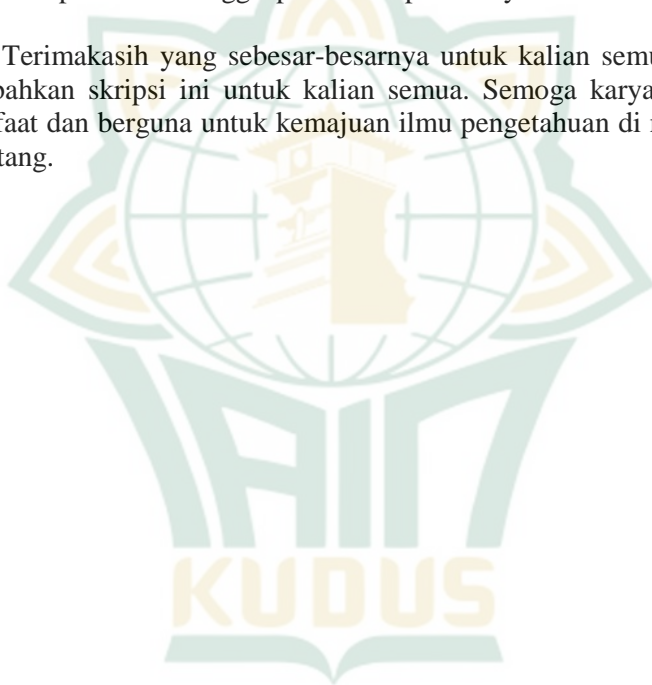 Terimakasih yang sebesar-besarnya untuk kalian semu
bahkan skripsi ini untuk kalian semua. Semoga karya
faat dan berguna untuk kemajuan ilmu pengetahuan di
tang.
IAIN
KUDUS